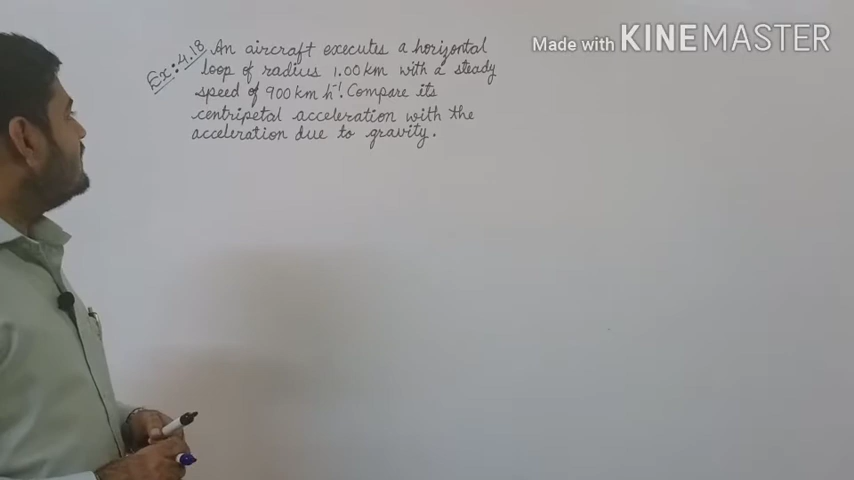 Ex: 4.18 An aircraft executes a horizontal
loop of radius 1.00 km with a steady
speed of 900 km h⁻¹. Compare its
centripetal acceleration with the
acceleration due to gravity.
Made with KINEMASTER